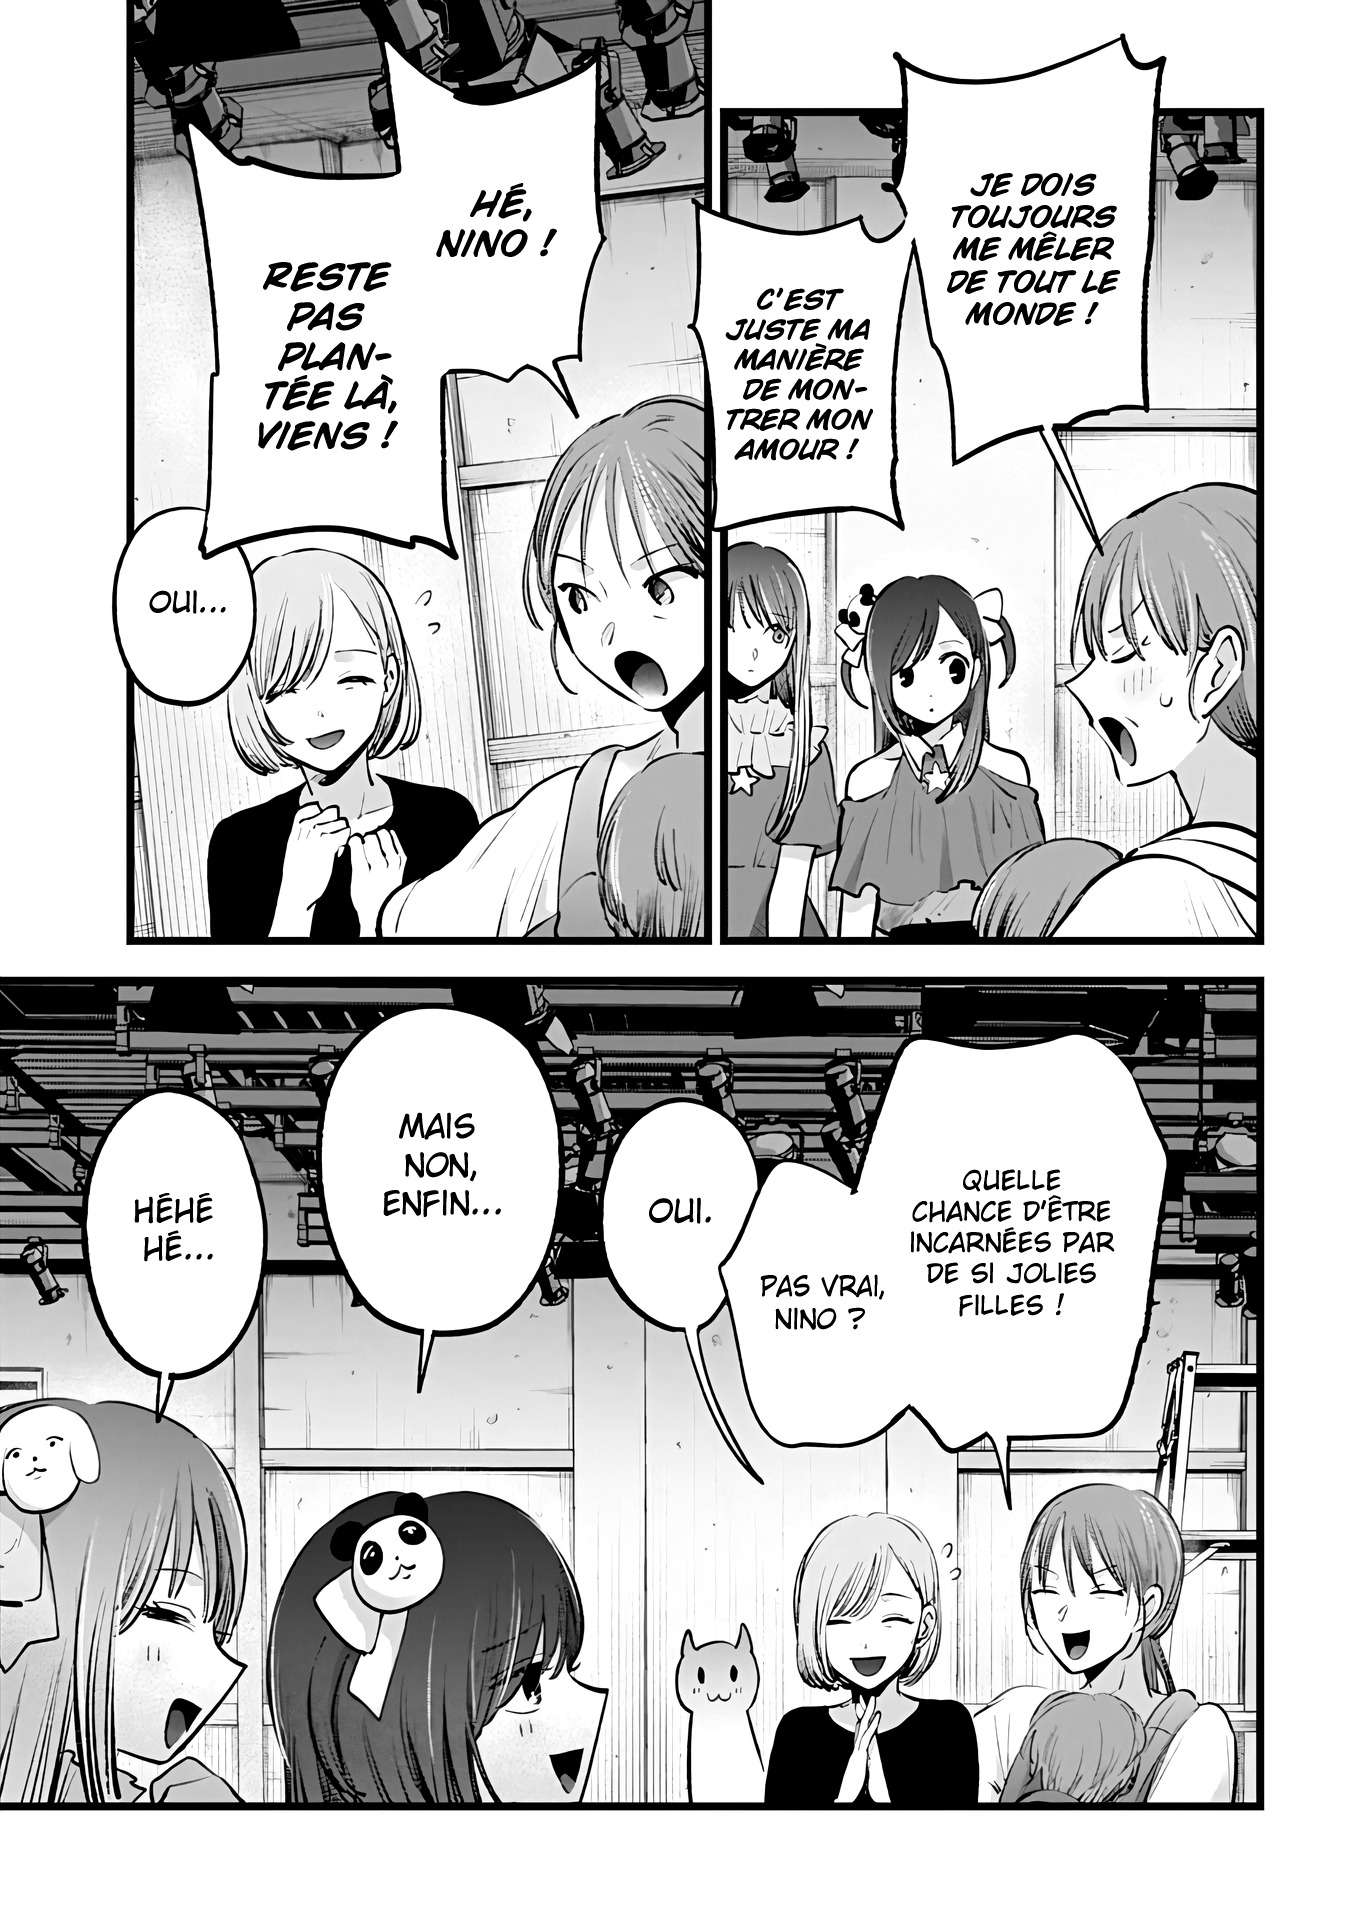 JE DOIS
TOUJOURS
ME MÊLER
DE TOUT LE
MONDE !
C'EST
JUSTE MA
MANIÈRE
DE MON-
TRER MON
AMOUR !
HÉ,
NINO !
RESTE
PAS
PLAN-
TÉE LÀ,
VIENS !
OUI...
QUELLE
CHANCE D'ÊTRE
INCARNÉES PAR
DE SI JOLIES
FILLES !
PAS VRAI,
NINO ?
OUI.
MAIS
NON,
ENFIN...
HÉHÉ
HÉ...